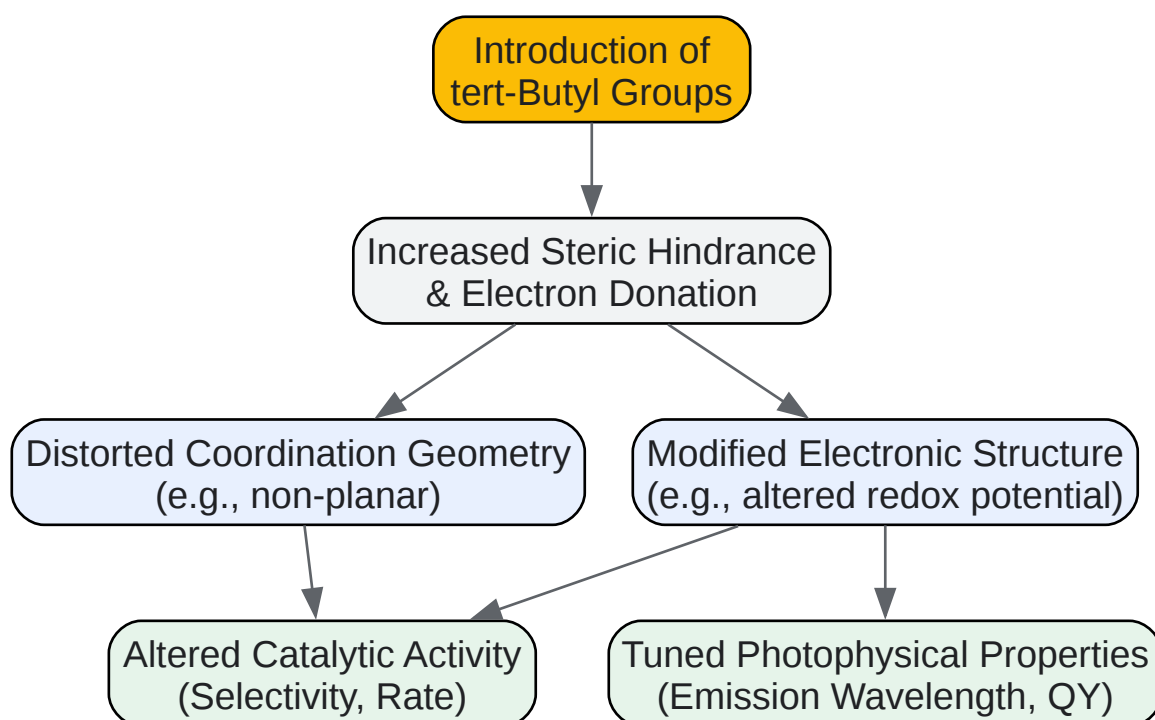 Introduction of
tert-Butyl Groups
Increased Steric Hindrance
& Electron Donation
Distorted Coordination Geometry
(e.g., non-planar)
Modified Electronic Structure
(e.g., altered redox potential)
Altered Catalytic Activity
(Selectivity, Rate)
Tuned Photophysical Properties
(Emission Wavelength, QY)